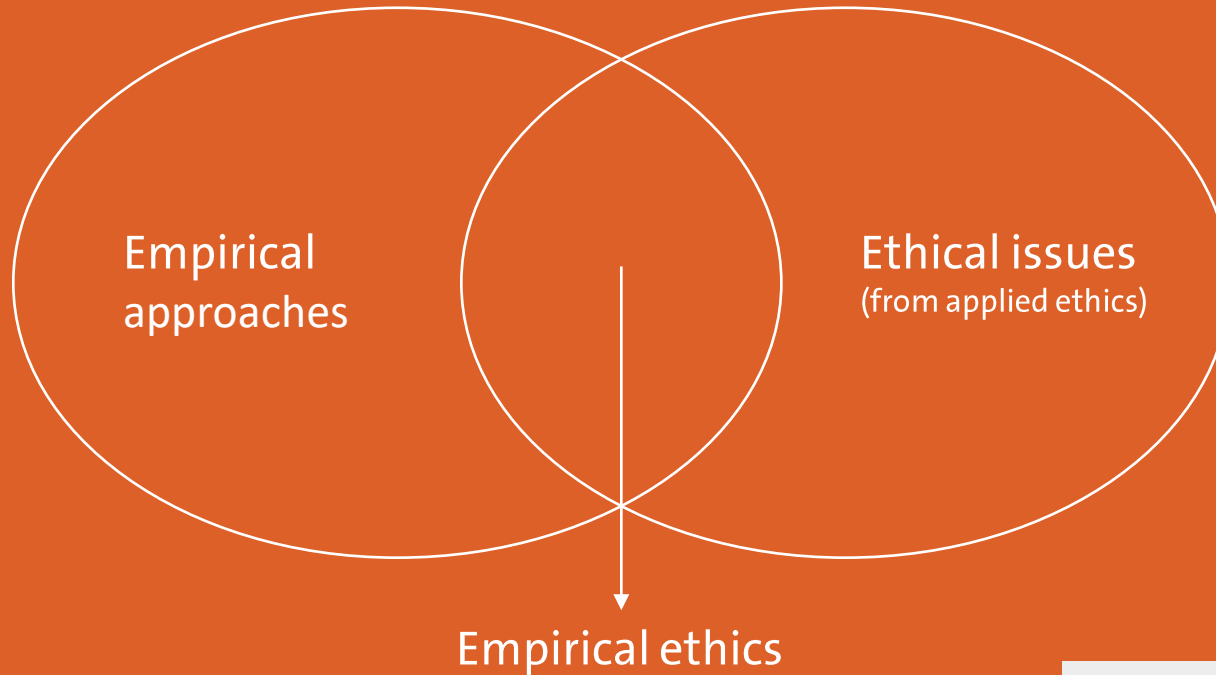 Empirical
approaches
Ethical issues
(from applied ethics)
Empirical ethics